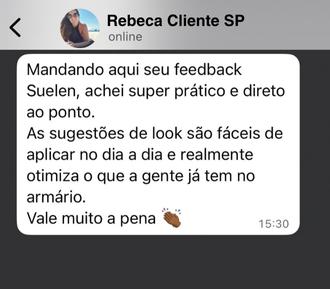 Rebeca Cliente SP
online
Mandando aqui seu feedback
Suelen, achei super prático e direto
ao ponto.
As sugestões de look são fáceis de
aplicar no dia a dia e realmente
otimiza o que a gente já tem no
armário.
Vale muito a pena 👏🏾
15:30